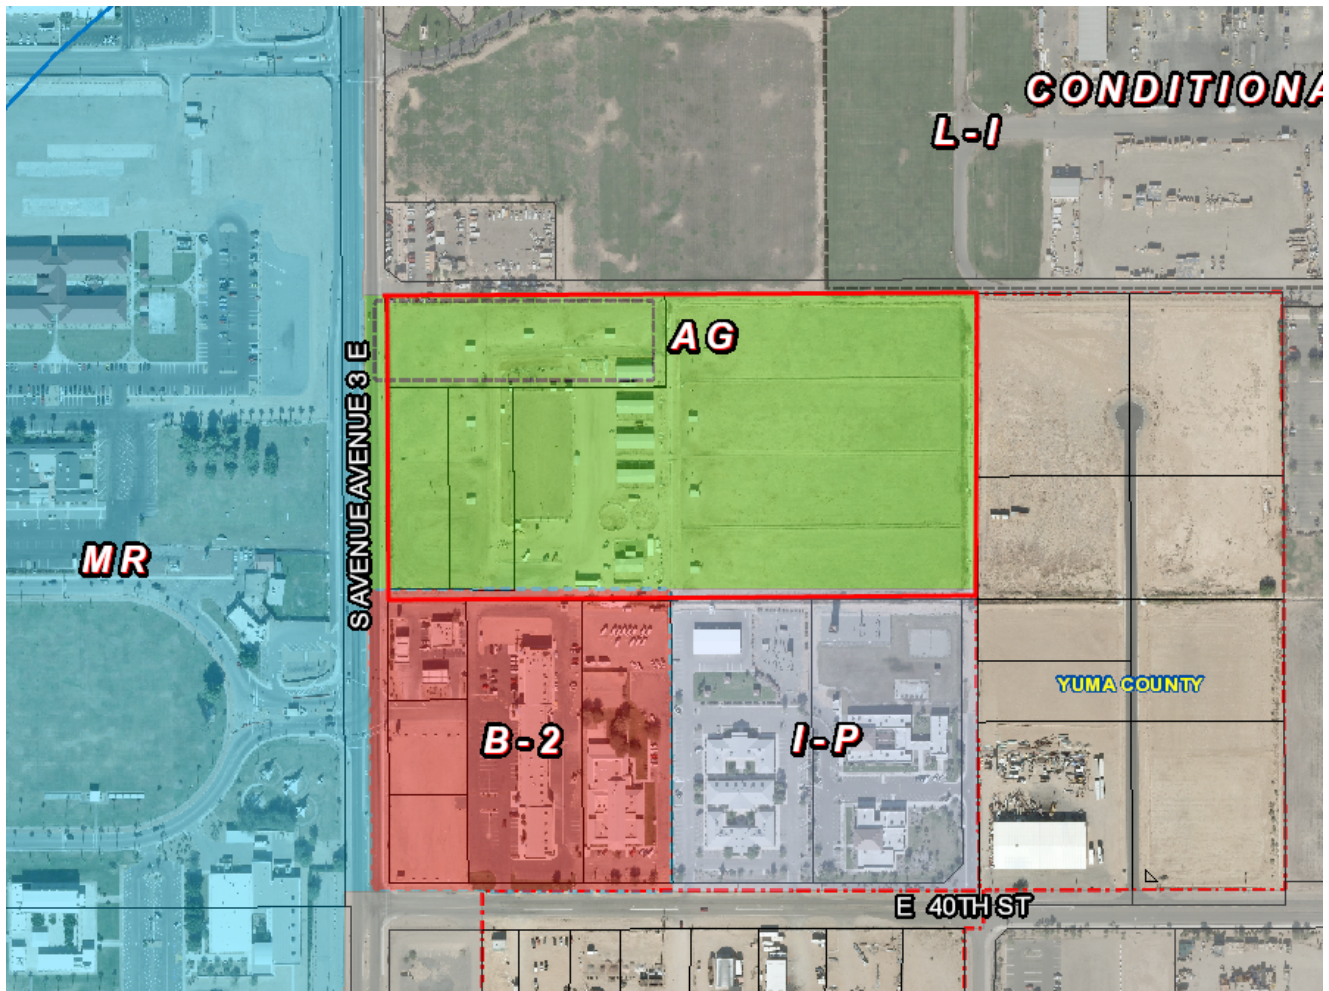 CONDITIONA
L-I
AG
S AVENUE AVENUE 3 E
MR
YUMA COUNTY
B-2
I-P
E 40TH ST